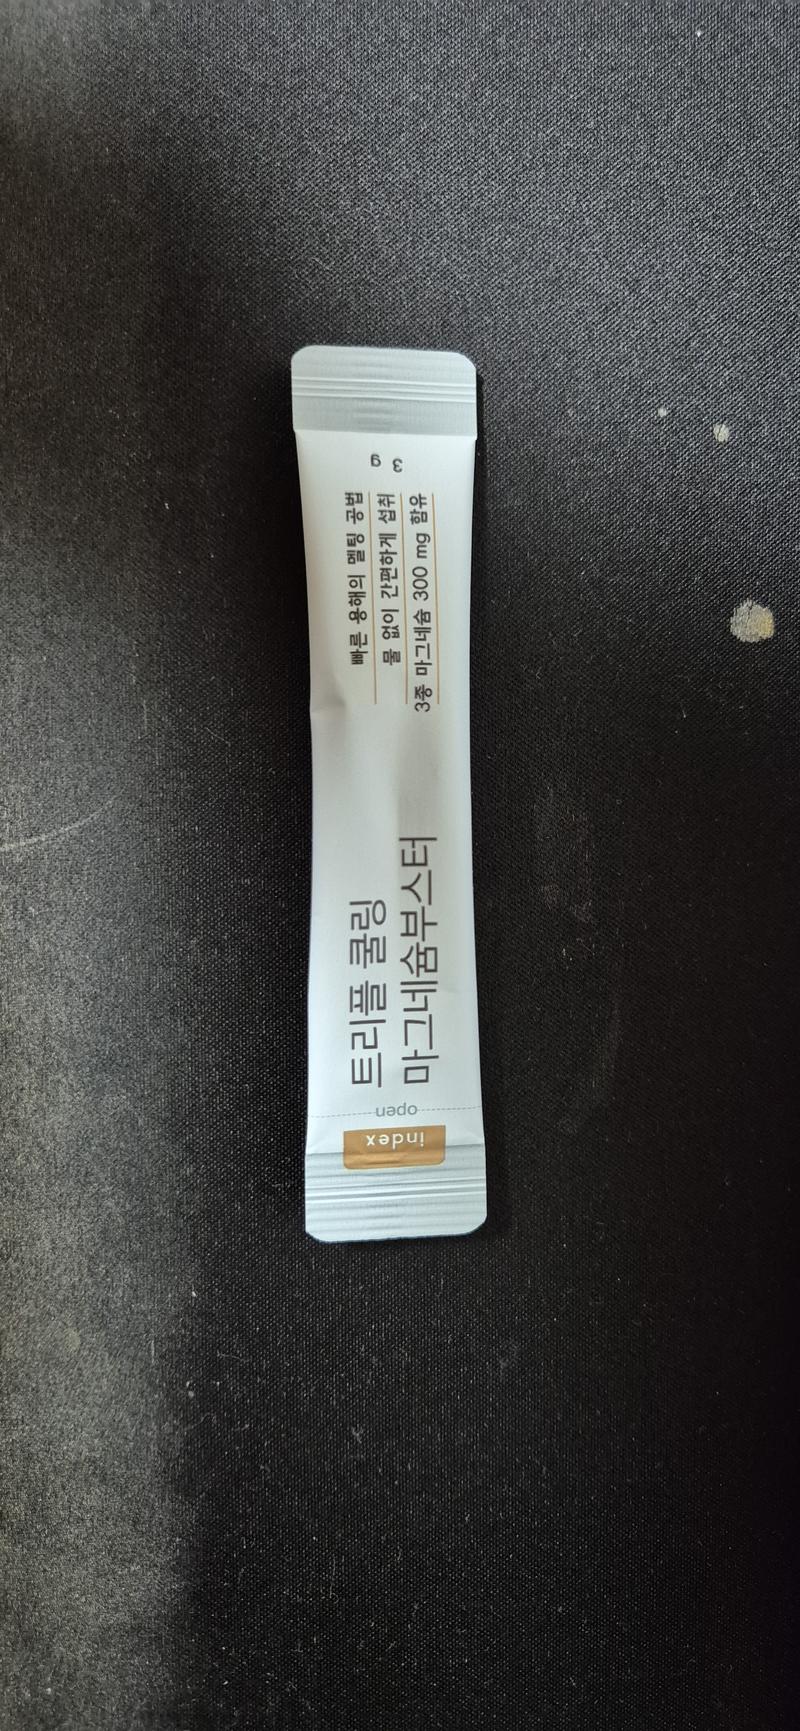 index
open
트리플 쿨링
마그네슘부스터
빠른 용해의 멜팅 공법
물 없이 간편하게 섭취
3종 마그네슘 300 mg 함유
3 g